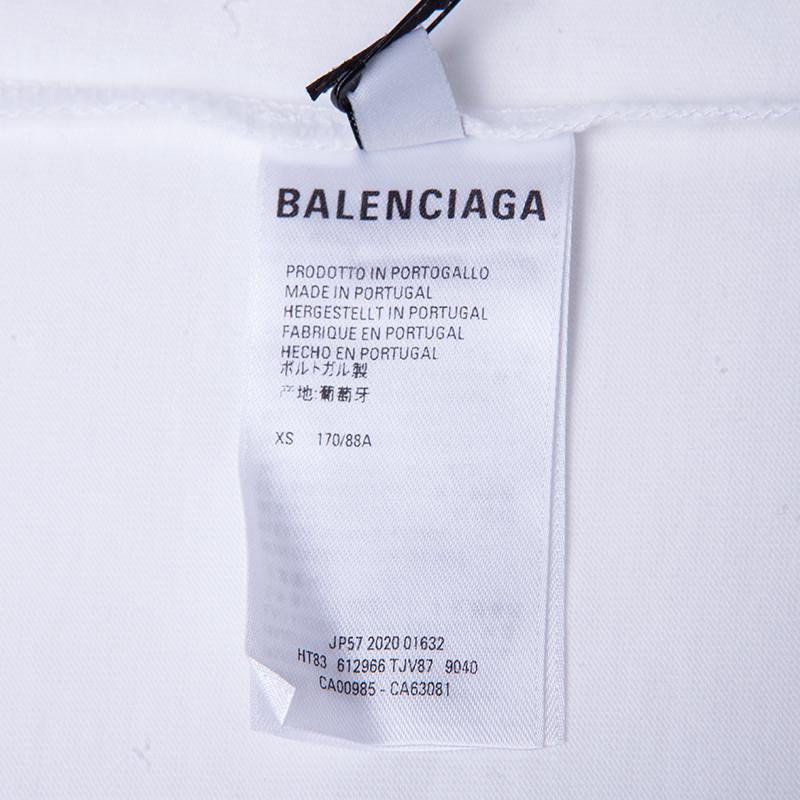 BALENCIAGA
PRODOTTO IN PORTOGALLO
MADE IN PORTUGAL
HERGESTELLT IN PORTUGAL
FABRIQUE EN PORTUGAL
HECHO EN PORTUGAL
ポルトガル製
产地:葡萄牙
XS 170/88A
JP57 2020 01632
HT83 612966 TJV87 9040
CA00985 - CA63081